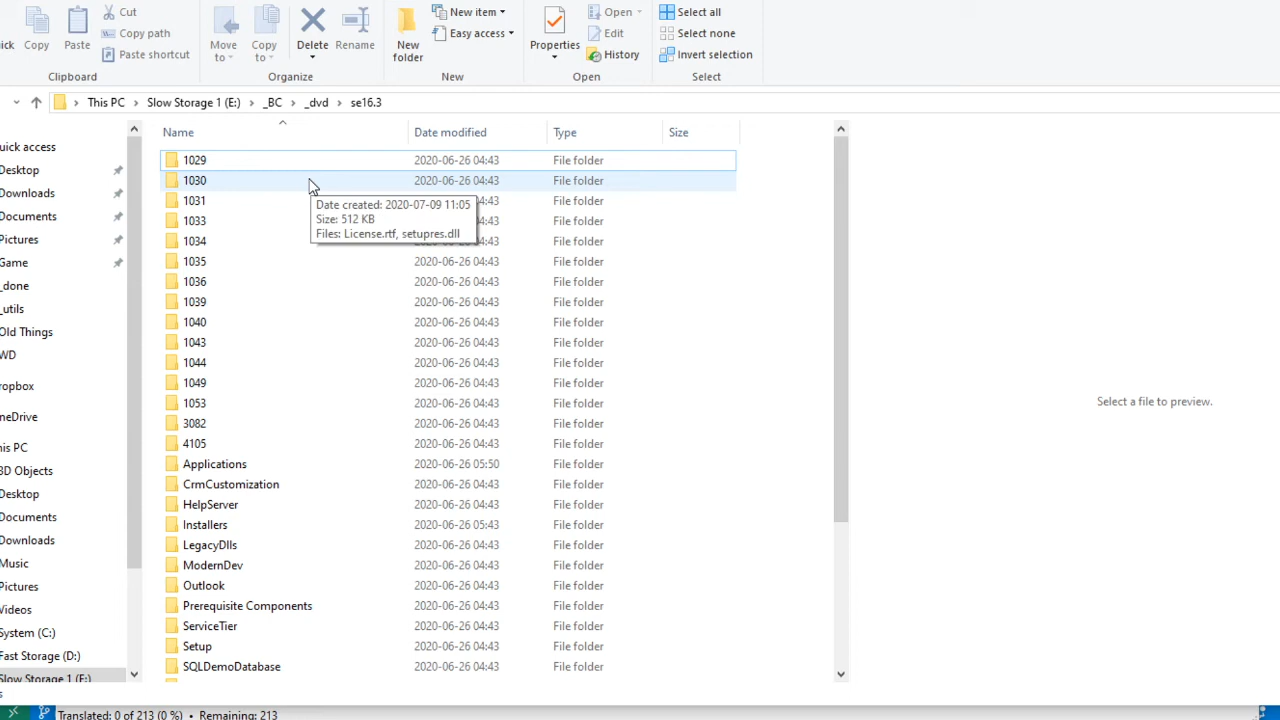 Cut
Copy path
Paste shortcut
ick
Copy
Paste
Clipboard
Move to
Copy to
Delete
Rename
Organize
New folder
New item
Easy access
New
Properties
Open
Edit
History
Open
Select all
Select none
Invert selection
Select
This PC > Slow Storage 1 (E:) > _BC > _dvd > se16.3
Name Date modified Type Size
uick access
Desktop
Downloads
Documents
Pictures
Game
_done
_utils
Old Things
WD
ropbox
neDrive
his PC
3D Objects
Desktop
Documents
Downloads
Music
Pictures
Videos
System (C:)
Fast Storage (D:)
Slow Storage 1 (E:)
1029 2020-06-26 04:43 File folder
1030 2020-06-26 04:43 File folder
1031 File folder
1033 File folder
1034 4:43 File folder
Date created: 2020-07-09 11:05
Size: 512 KB
Files: License.rtf, setupres.dll
1035 2020-06-26 04:43 File folder
1036 2020-06-26 04:43 File folder
1039 2020-06-26 04:43 File folder
1040 2020-06-26 04:43 File folder
1043 2020-06-26 04:43 File folder
1044 2020-06-26 04:43 File folder
1049 2020-06-26 04:43 File folder
1053 2020-06-26 04:43 File folder
3082 2020-06-26 04:43 File folder
4105 2020-06-26 04:43 File folder
Applications 2020-06-26 05:50 File folder
CrmCustomization 2020-06-26 04:43 File folder
HelpServer 2020-06-26 04:43 File folder
Installers 2020-06-26 05:43 File folder
LegacyDlls 2020-06-26 04:43 File folder
ModernDev 2020-06-26 04:43 File folder
Outlook 2020-06-26 04:43 File folder
Prerequisite Components 2020-06-26 04:43 File folder
ServiceTier 2020-06-26 04:43 File folder
Setup 2020-06-26 04:43 File folder
SQLDemoDatabase 2020-06-26 04:43 File folder
Select a file to preview.
s
Translated: 0 of 213 (0 %) • Remaining: 213